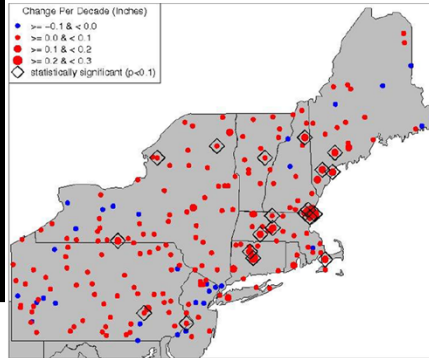 Change Per Decade (Inches)
>= -0.1 & < 0.0
>= 0.0 & < 0.1
>= 0.1 & < 0.2
>= 0.2 & < 0.3
statistically significant (p<0.1)